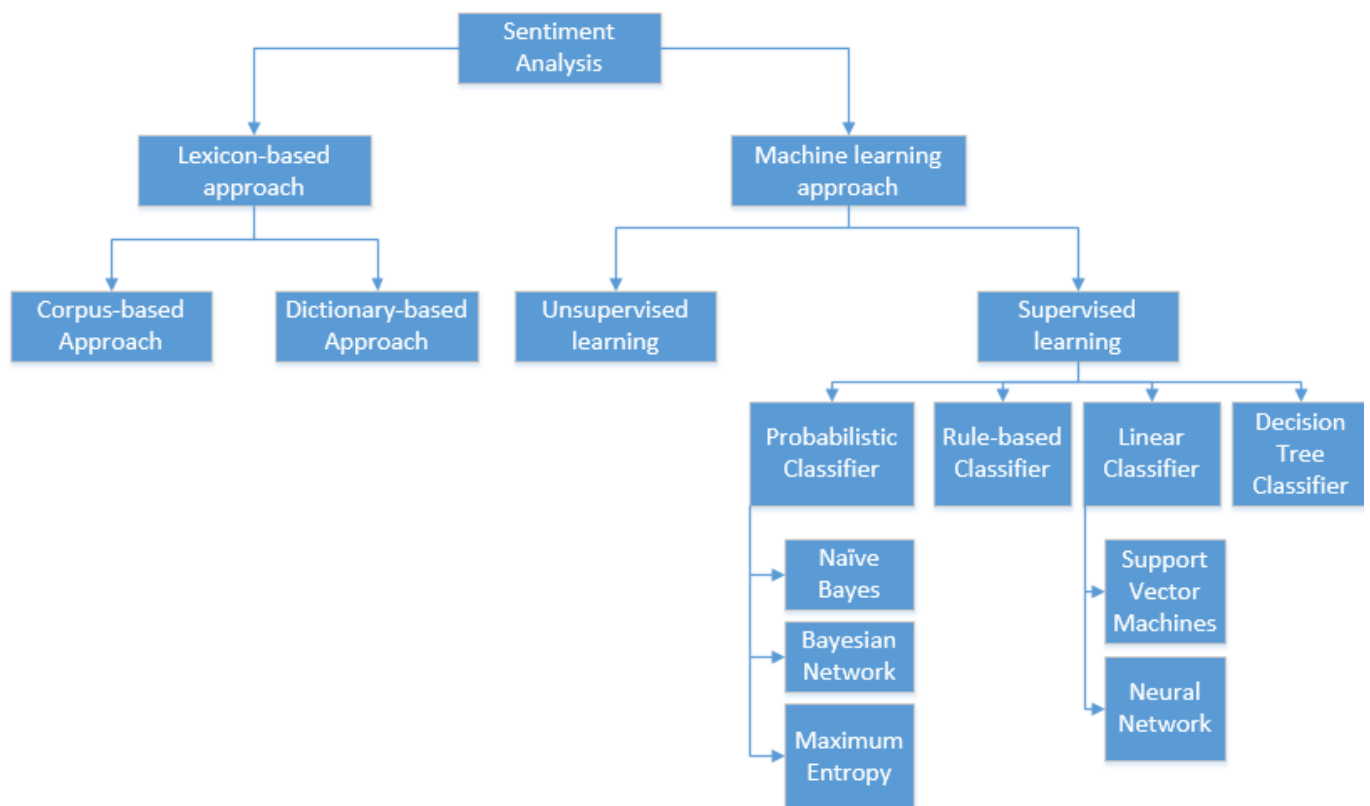 Sentiment
Analysis
Lexicon-based
approach
Machine learning
approach
Corpus-based
Approach
Dictionary-based
Approach
Unsupervised
learning
Supervised
learning
Probabilistic
Classifier
Rule-based
Classifier
Linear
Classifier
Decision
Tree
Classifier
Naïve
Bayes
Bayesian
Network
Maximum
Entropy
Support
Vector
Machines
Neural
Network